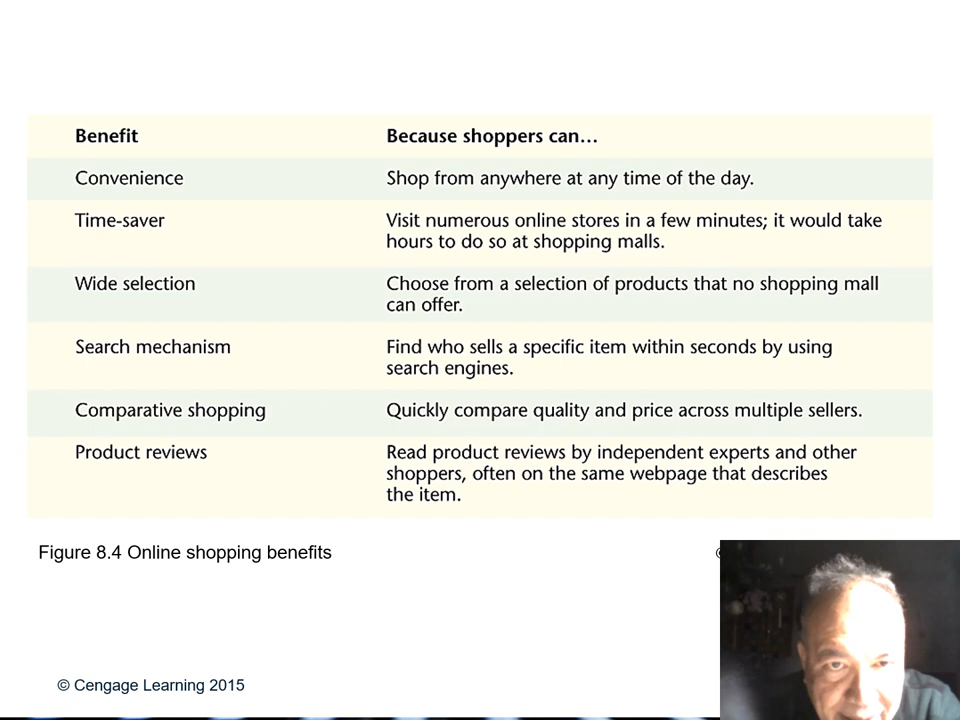 Benefit Because shoppers can...
Convenience Shop from anywhere at any time of the day.
Time-saver Visit numerous online stores in a few minutes; it would take
hours to do so at shopping malls.
Wide selection Choose from a selection of products that no shopping mall
can offer.
Search mechanism Find who sells a specific item within seconds by using
search engines.
Comparative shopping Quickly compare quality and price across multiple sellers.
Product reviews Read product reviews by independent experts and other
shoppers, often on the same webpage that describes
the item.
Figure 8.4 Online shopping benefits
© Cengage Learning 2015